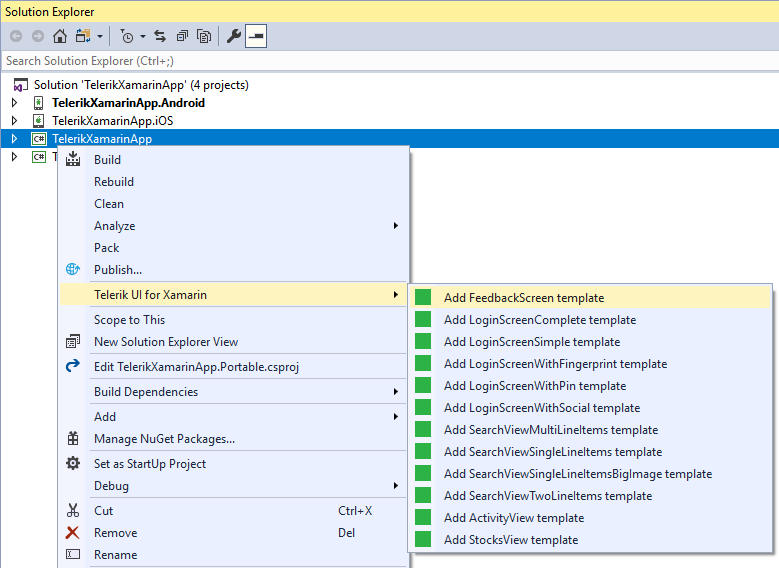 Solution Explorer
Search Solution Explorer (Ctrl+;)
Solution 'TelerikXamarinApp' (4 projects)
TelerikXamarinApp.Android
TelerikXamarinApp.iOS
C# TelerikXamarinApp
C# T
Build
Rebuild
Clean
Analyze
Pack
Publish...
Telerik UI for Xamarin
Scope to This
New Solution Explorer View
Edit TelerikXamarinApp.Portable.csproj
Build Dependencies
Add
Manage NuGet Packages...
Set as StartUp Project
Debug
Cut Ctrl+X
Remove Del
Rename
Add FeedbackScreen template
Add LoginScreenComplete template
Add LoginScreenSimple template
Add LoginScreenWithFingerprint template
Add LoginScreenWithPin template
Add LoginScreenWithSocial template
Add SearchViewMultiLineItems template
Add SearchViewSingleLineItems template
Add SearchViewSingleLineItemsBigImage template
Add SearchViewTwoLineItems template
Add ActivityView template
Add StocksView template